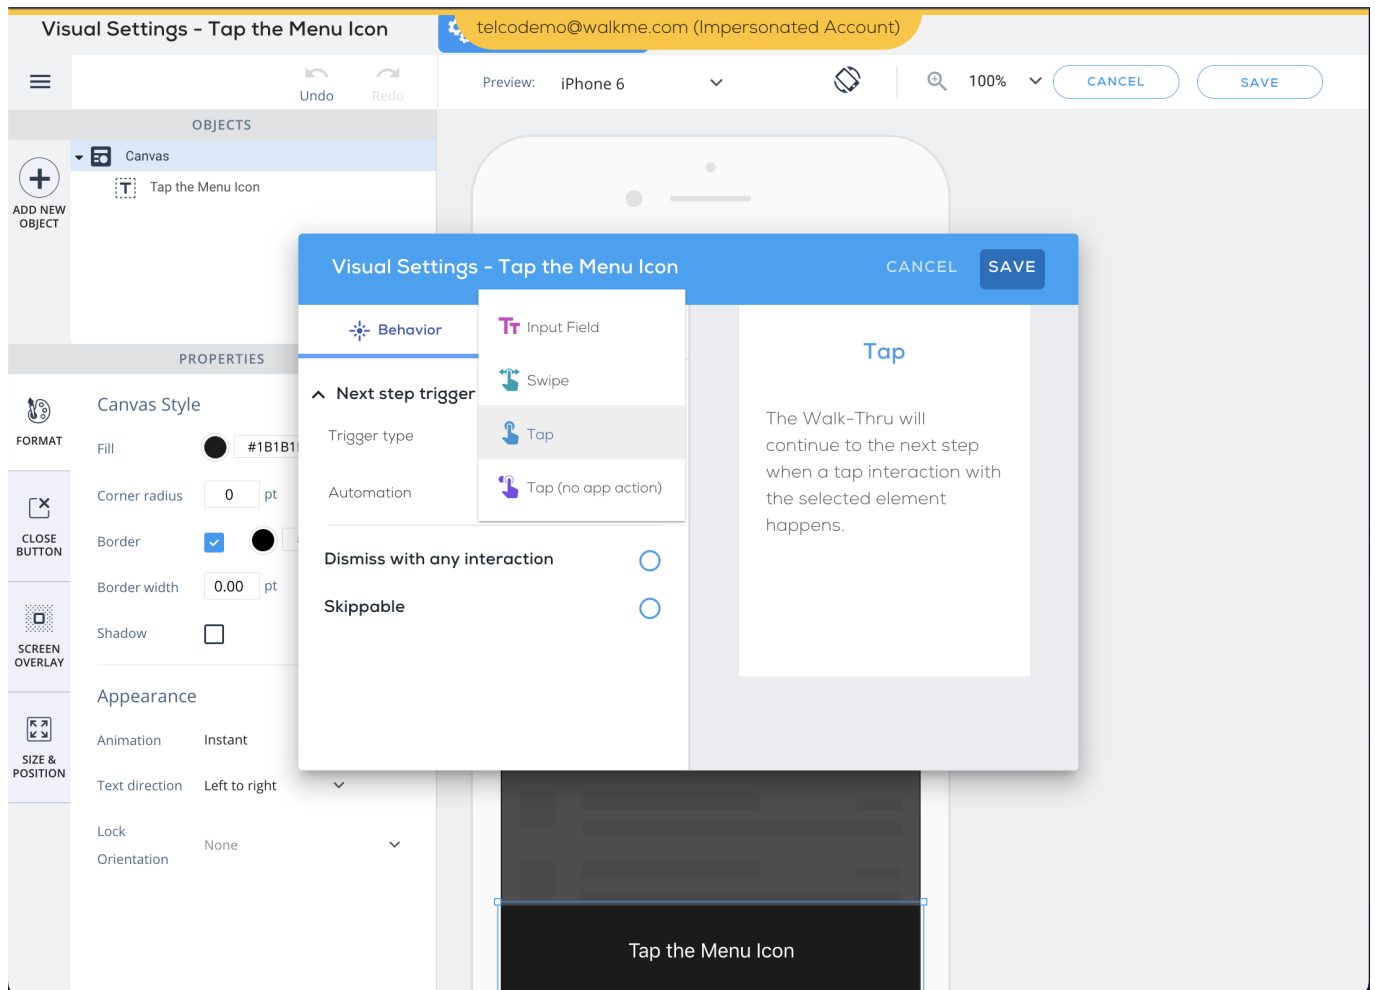 Visual Settings - Tap the Menu Icon
telcodemo@walkme.com (Impersonated Account)
Undo
Redo
Preview:
iPhone 6
100%
CANCEL
SAVE
OBJECTS
Canvas
Tap the Menu Icon
ADD NEW
OBJECT
Visual Settings - Tap the Menu Icon
CANCEL
SAVE
Behavior
Next step trigger
Trigger type
Automation
Input Field
Swipe
Tap
Tap (no app action)
Dismiss with any interaction
Skippable
Tap
The Walk-Thru will
continue to the next step
when a tap interaction with
the selected element
happens.
PROPERTIES
FORMAT
CLOSE
BUTTON
SCREEN
OVERLAY
SIZE &
POSITION
Canvas Style
Fill
Corner radius
0 pt
Border
Border width
0.00 pt
Shadow
Appearance
Animation
Instant
Text direction
Left to right
Lock
Orientation
None
Tap the Menu Icon